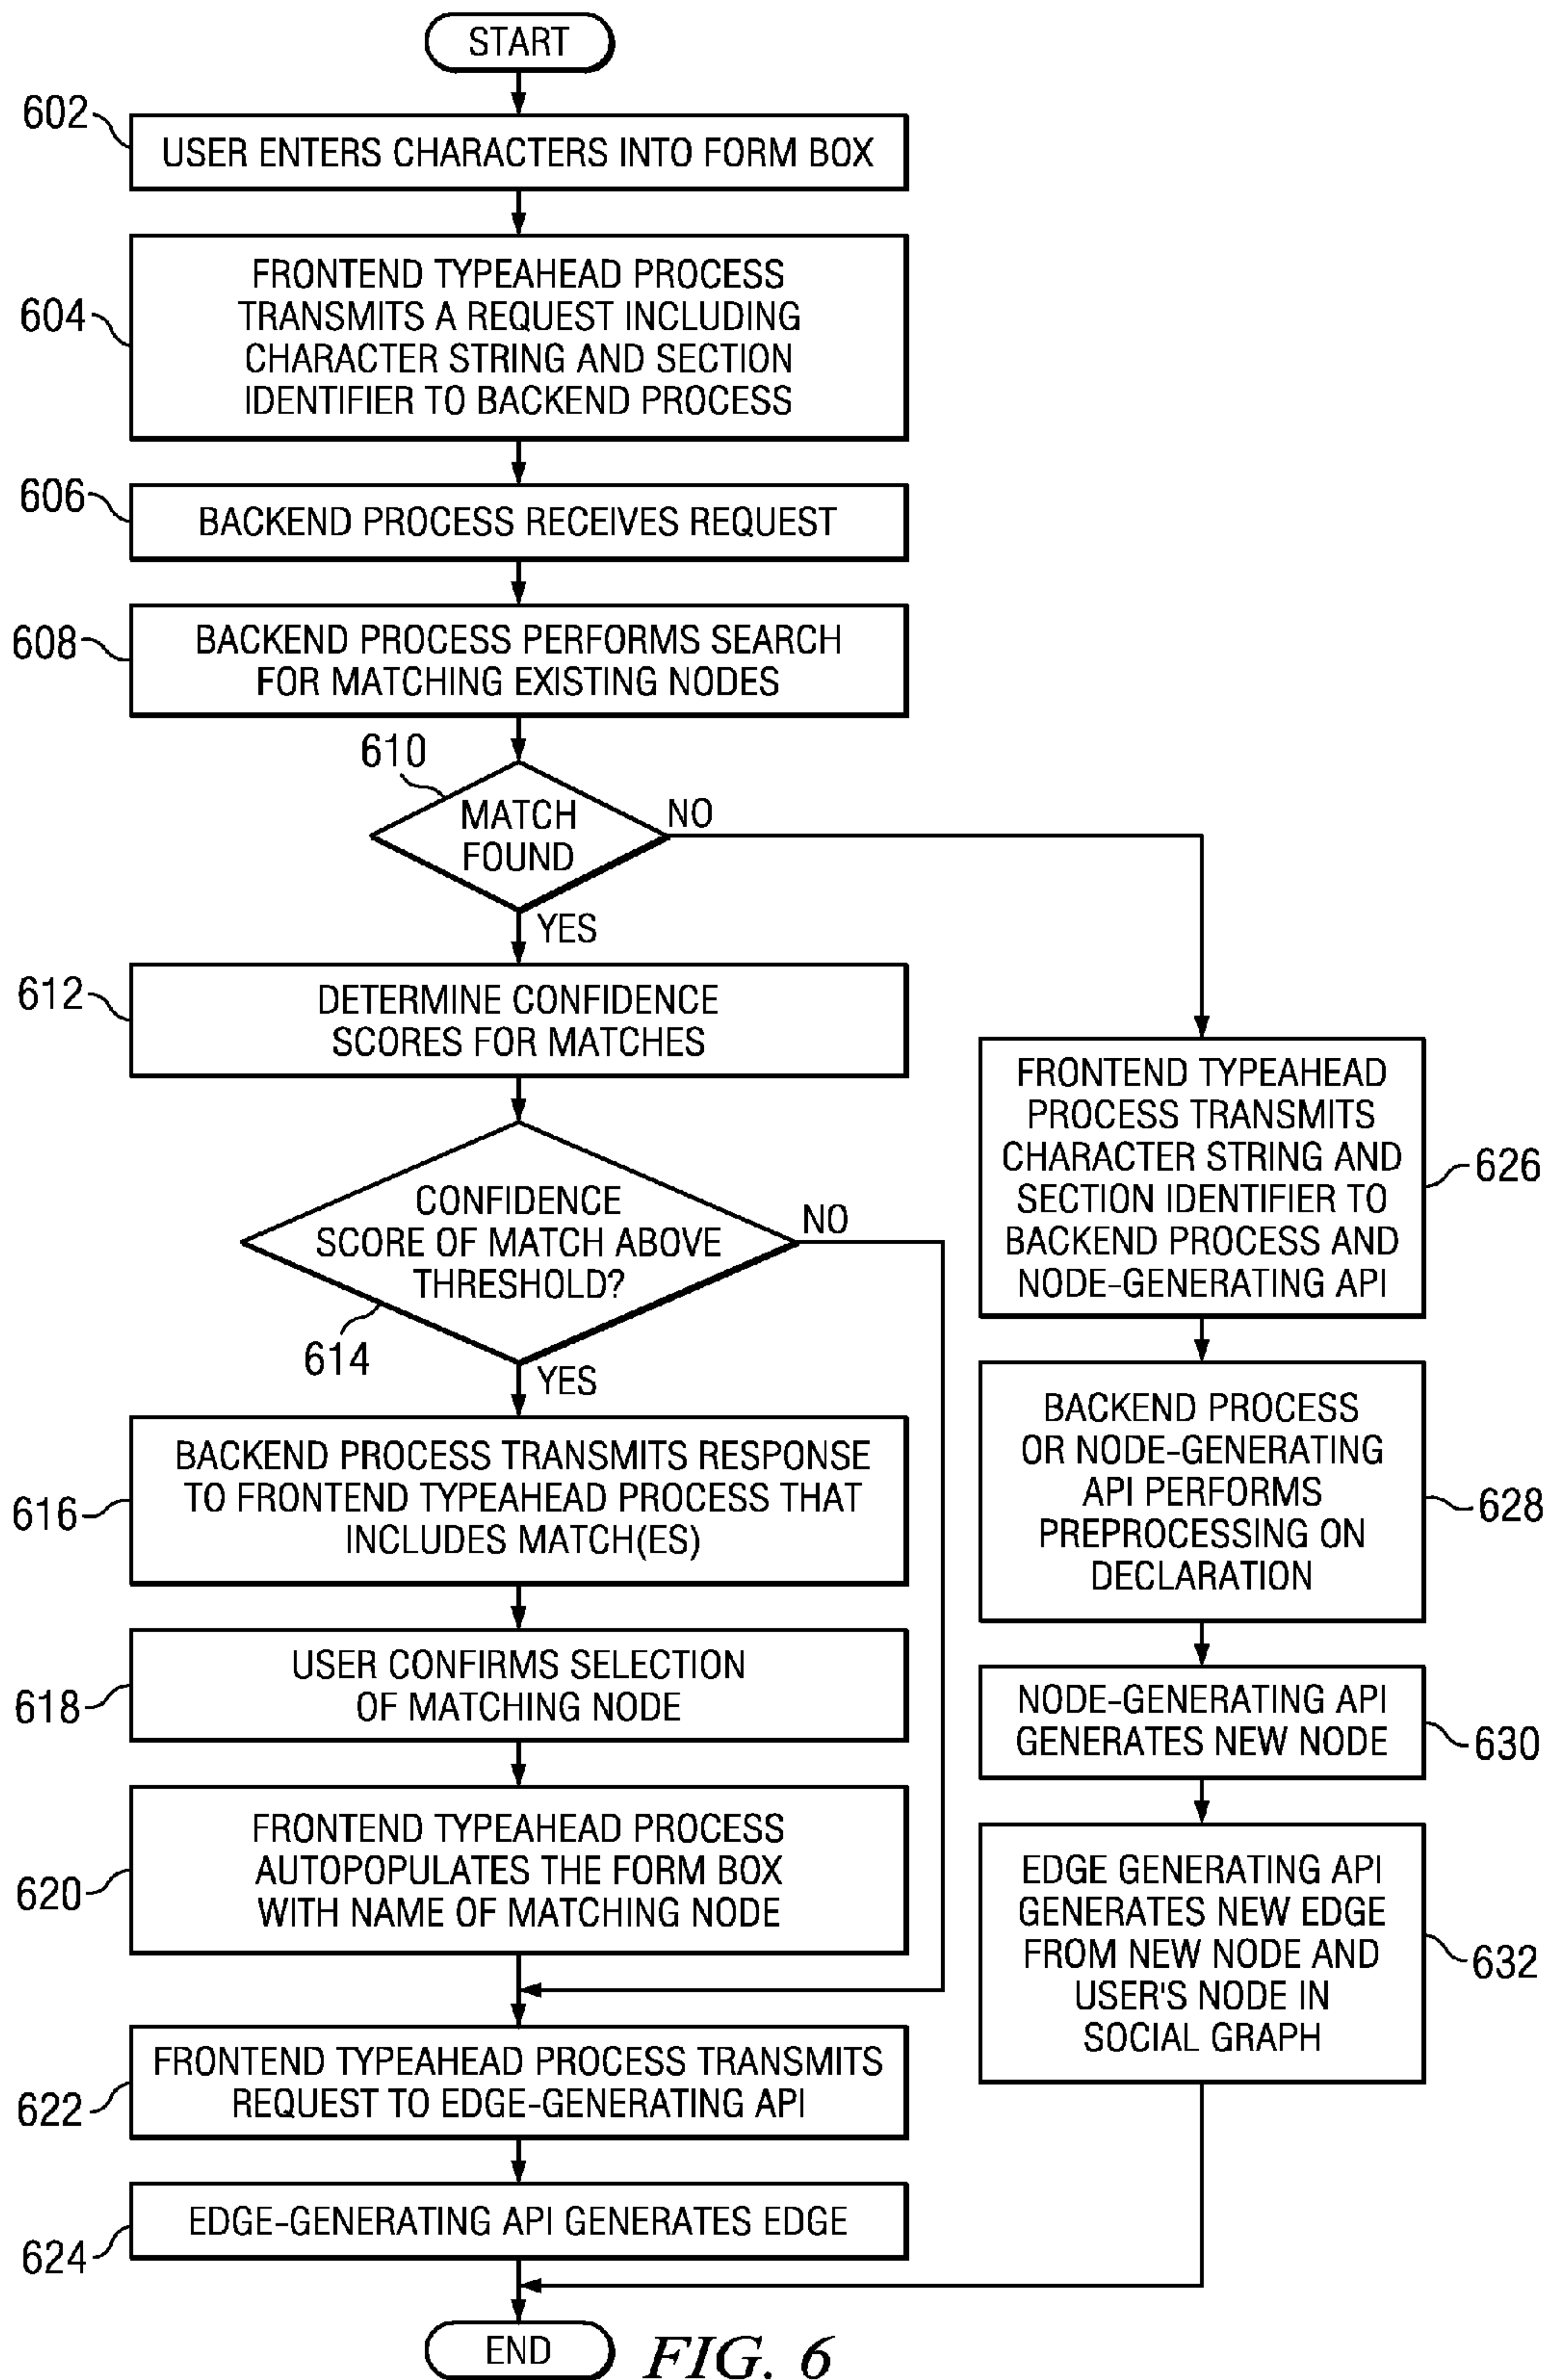 START
602
USER ENTERS CHARACTERS INTO FORM BOX
604
FRONTEND TYPEAHEAD PROCESS
TRANSMITS A REQUEST INCLUDING
CHARACTER STRING AND SECTION
IDENTIFIER TO BACKEND PROCESS
606
BACKEND PROCESS RECEIVES REQUEST
608
BACKEND PROCESS PERFORMS SEARCH
FOR MATCHING EXISTING NODES
610
MATCH
FOUND
NO
YES
612
DETERMINE CONFIDENCE
SCORES FOR MATCHES
CONFIDENCE
SCORE OF MATCH ABOVE
THRESHOLD?
NO
614
YES
616
BACKEND PROCESS TRANSMITS RESPONSE
TO FRONTEND TYPEAHEAD PROCESS THAT
INCLUDES MATCH(ES)
618
USER CONFIRMS SELECTION
OF MATCHING NODE
620
FRONTEND TYPEAHEAD PROCESS
AUTOPOPULATES THE FORM BOX
WITH NAME OF MATCHING NODE
622
FRONTEND TYPEAHEAD PROCESS TRANSMITS
REQUEST TO EDGE-GENERATING API
624
EDGE-GENERATING API GENERATES EDGE
FRONTEND TYPEAHEAD
PROCESS TRANSMITS
CHARACTER STRING AND
SECTION IDENTIFIER TO
BACKEND PROCESS AND
NODE-GENERATING API
626
BACKEND PROCESS
OR NODE-GENERATING
API PERFORMS
PREPROCESSING ON
DECLARATION
628
NODE-GENERATING API
GENERATES NEW NODE
630
EDGE GENERATING API
GENERATES NEW EDGE
FROM NEW NODE AND
USER'S NODE IN
SOCIAL GRAPH
632
END
FIG. 6